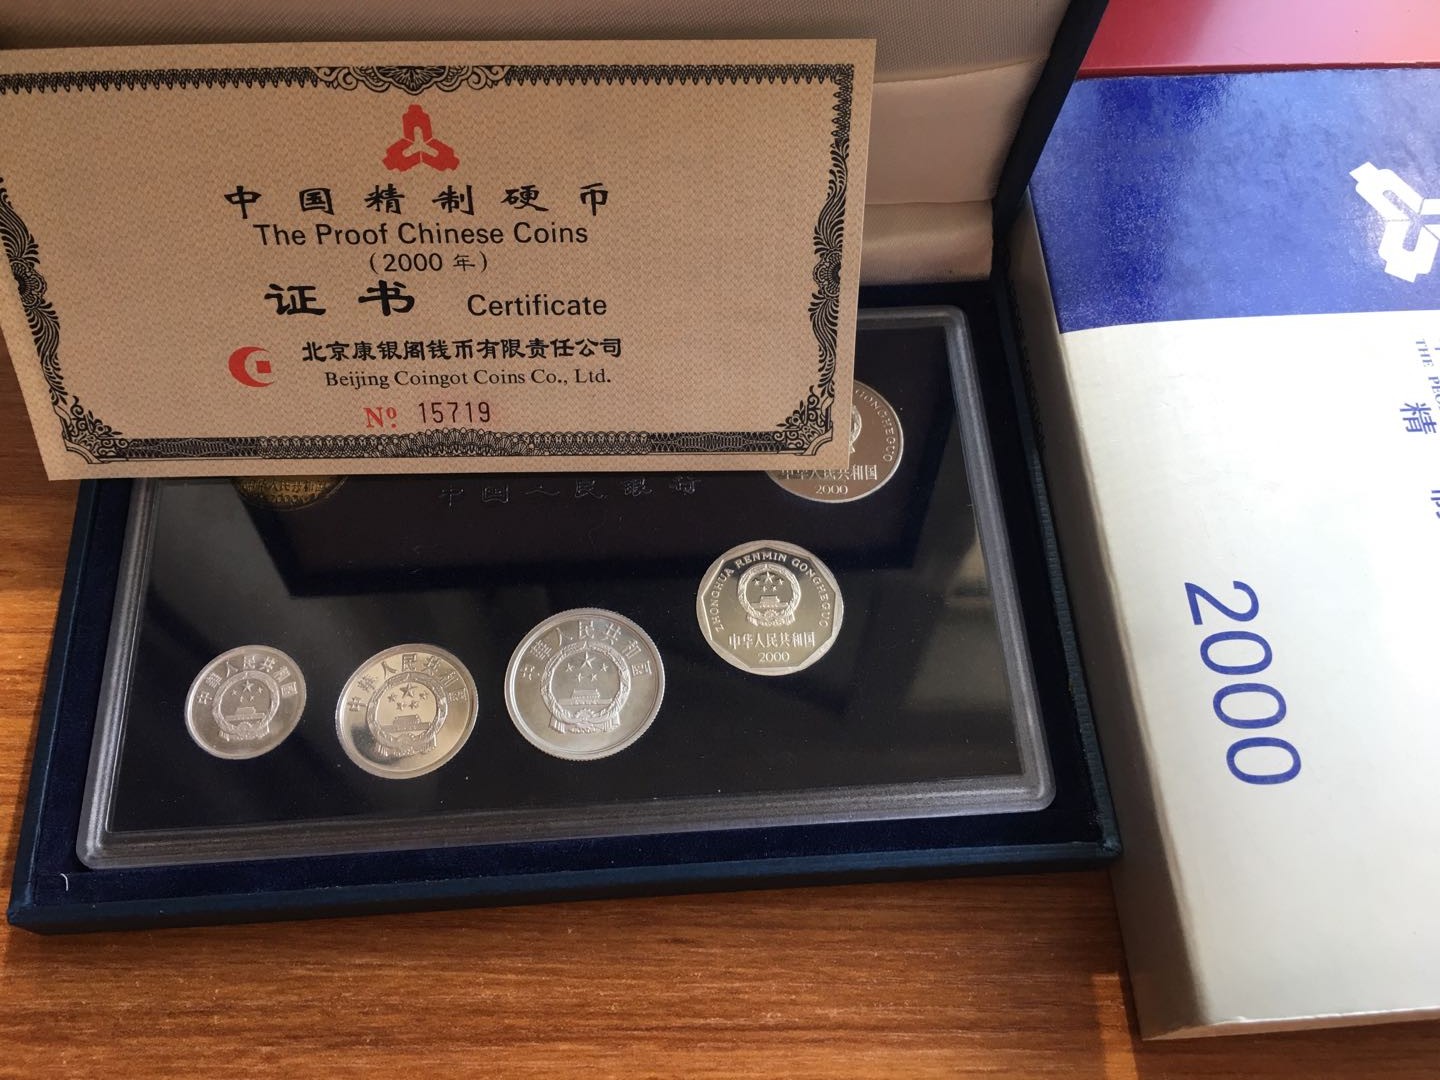 中国精制硬币
The Proof Chinese Coins
(2000 年)
证书 Certificate
北京康银阁钱币有限责任公司
Beijing Coingot Coins Co., Ltd.
Nº 15719
中国人民银行
中华人民共和国
2000
ZHONGHUA RENMIN GONGHEGUO
中华人民共和国
2000
中华人民共和国
中华人民共和国
中华人民共和国
精
2000